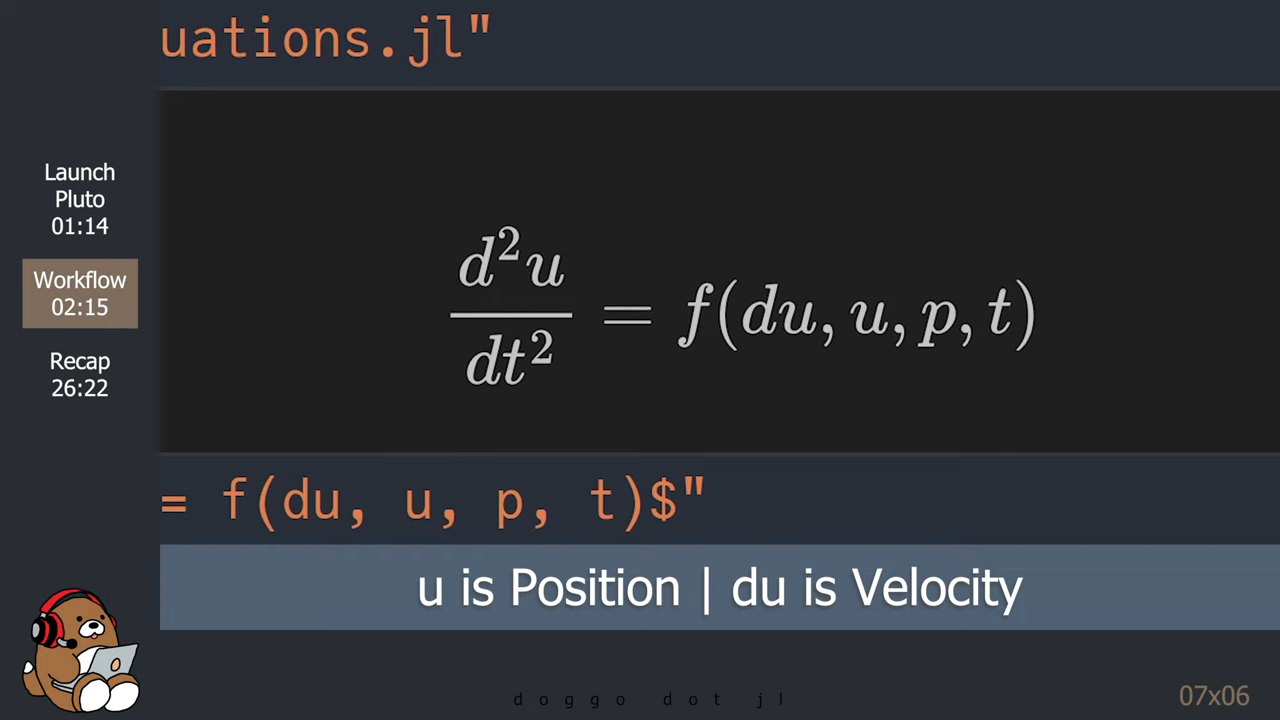 uations.jl"
Launch
Pluto
01:14
Workflow
02:15
Recap
26:22
d²u
dt²
= f(du, u, p, t)
= f(du, u, p, t)$"
u is Position | du is Velocity
doggo dot jl
07x06